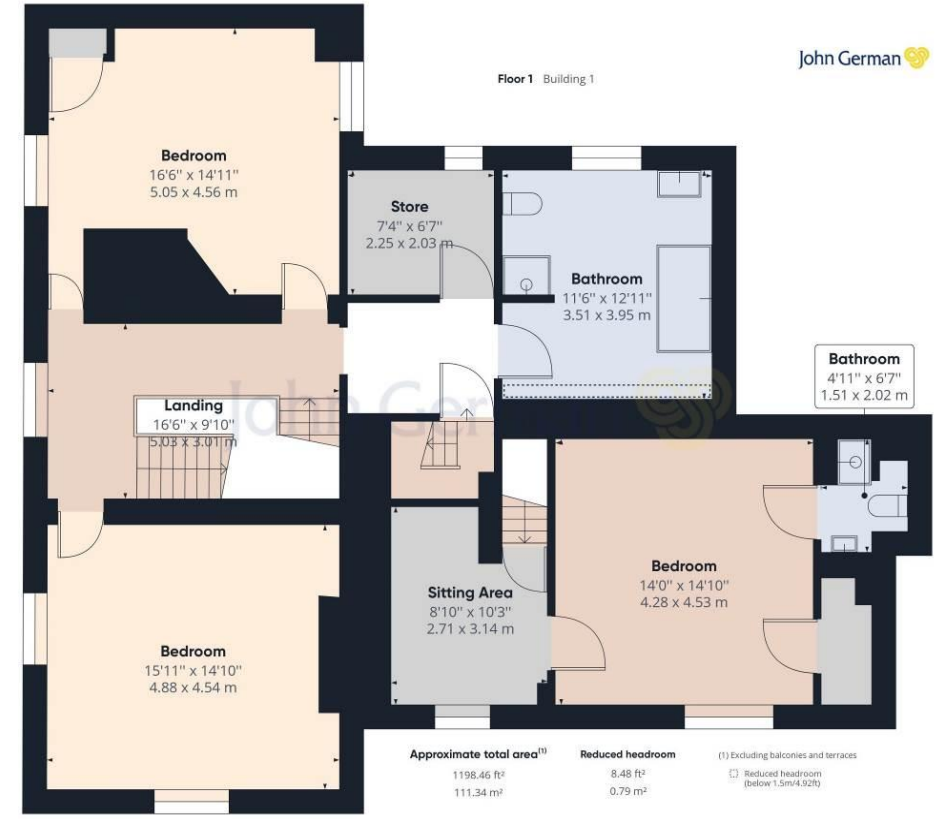 John German
Floor 1 Building 1
Bedroom
16'6" x 14'11"
5.05 x 4.56 m
Store
7'4" x 6'7"
2.25 x 2.03 m
Bathroom
11'6" x 12'11"
3.51 x 3.95 m
Bathroom
4'11" x 6'7"
1.51 x 2.02 m
Landing
16'6" x 9'10"
5.03 x 3.01 m
John German
Bedroom
14'0" x 14'10"
4.28 x 4.53 m
Sitting Area
8'10" x 10'3"
2.71 x 3.14 m
Bedroom
15'11" x 14'10"
4.88 x 4.54 m
Approximate total area(1)
1198.46 ft²
111.34 m²
Reduced headroom
8.48 ft²
0.79 m²
(1) Excluding balconies and terraces
Reduced headroom
(below 1.5m/4.92ft)